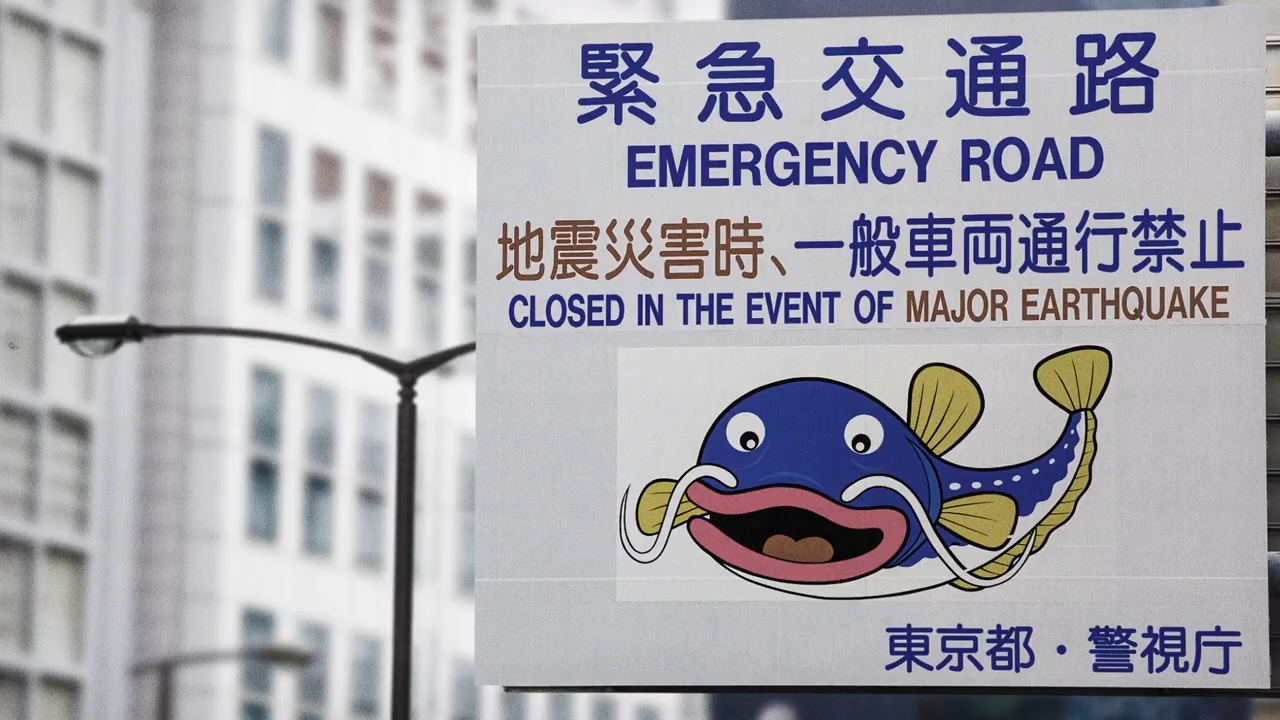 緊急交通路
EMERGENCY ROAD
地震災害時、一般車両通行禁止
CLOSED IN THE EVENT OF MAJOR EARTHQUAKE
東京都・警視庁